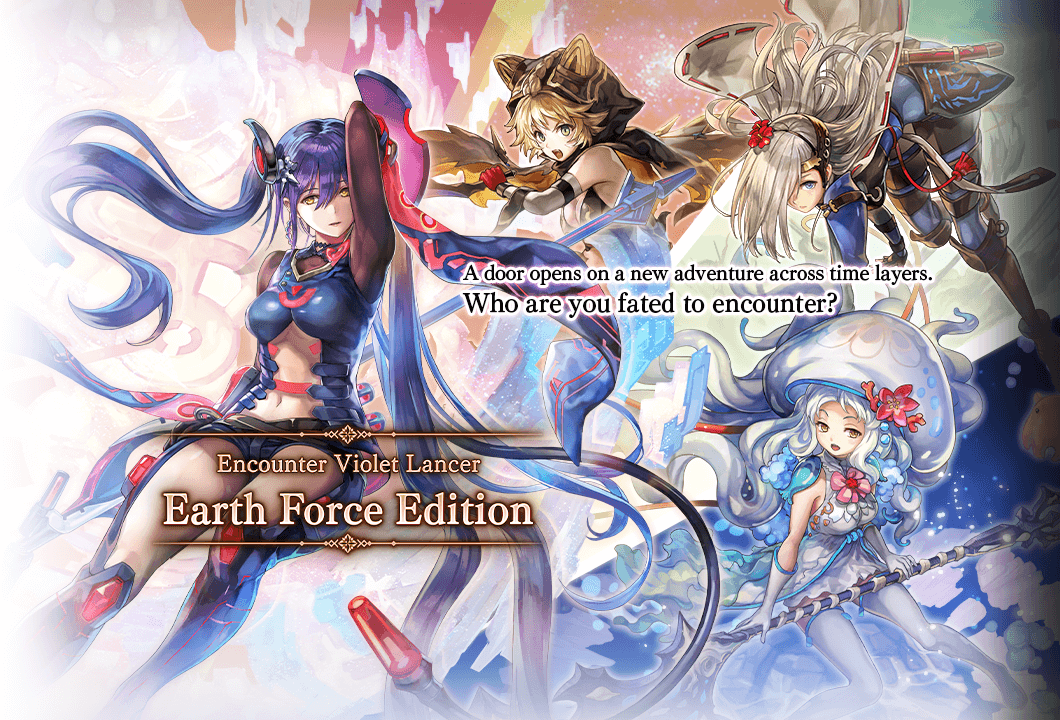 A door opens on a new adventure across time layers.
Who are you fated to encounter?
Encounter Violet Lancer
Earth Force Edition